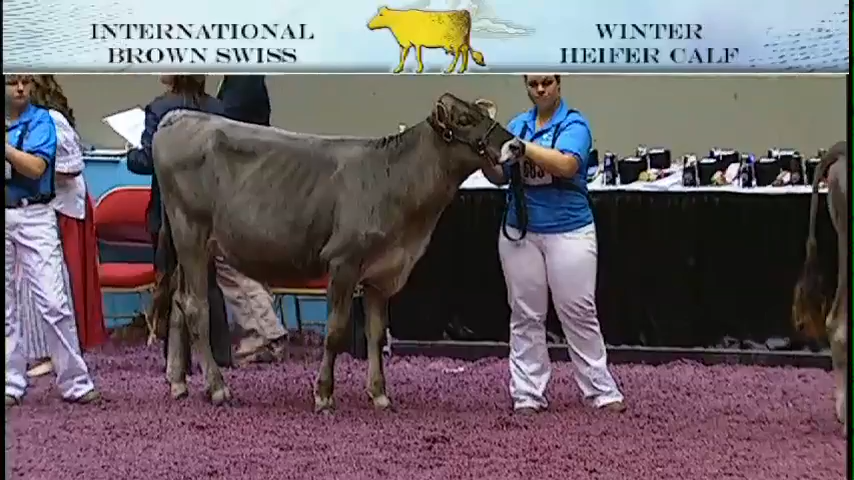 INTERNATIONAL
BROWN SWISS
WINTER
HEIFER CALF